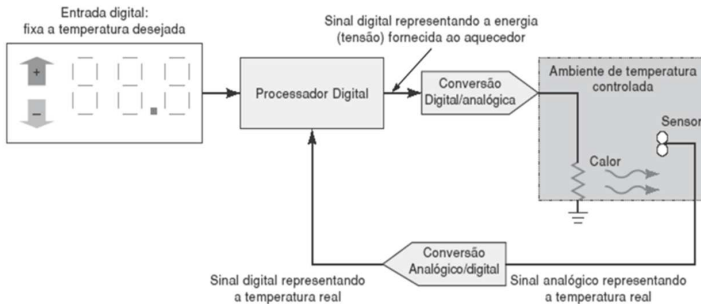 Entrada digital:
fixa a temperatura desejada
+
−
Processador Digital
Sinal digital representando a energia
(tensão) fornecida ao aquecedor
Conversão
Digital/analógica
Ambiente de temperatura
controlada
Sensor
Calor
Conversão
Analógico/digital
Sinal digital representando
a temperatura real
Sinal analógico representando
a temperatura real